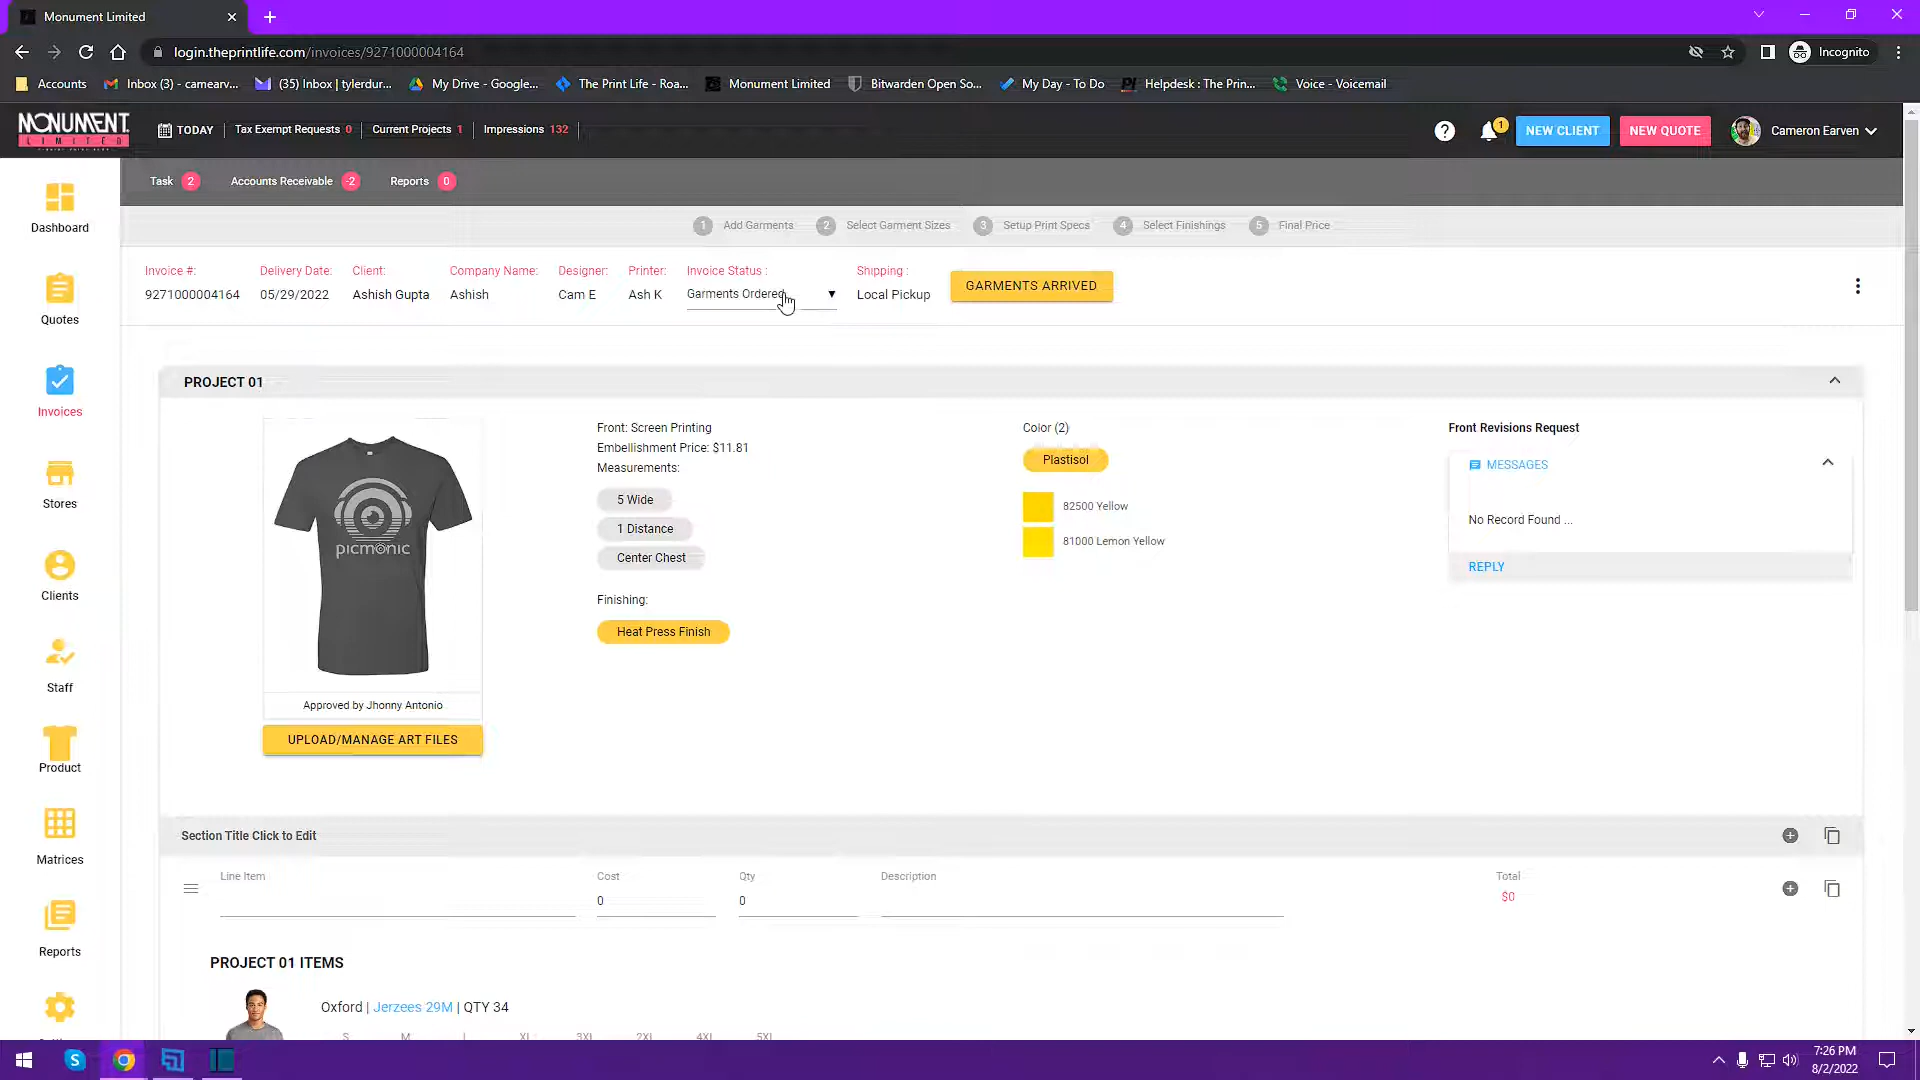 Monument Limited
login.theprintlife.com/invoices/9271000004164
Incognito
Accounts
Inbox (3) - camearv...
(35) Inbox | tylerdur...
My Drive - Google...
The Print Life - Roa...
Monument Limited
Bitwarden Open So...
My Day - To Do
Helpdesk : The Prin...
Voice - Voicemail
MONUMENT
LIMITED
TODAY
Tax Exempt Requests 0
Current Projects 1
Impressions 132
?
1
NEW CLIENT
NEW QUOTE
Cameron Earven
Task 2
Accounts Receivable -2
Reports 0
1 Add Garments
2 Select Garment Sizes
3 Setup Print Specs
4 Select Finishings
5 Final Price
Invoice #:
9271000004164
Delivery Date:
05/29/2022
Client:
Ashish Gupta
Company Name:
Ashish
Designer:
Cam E
Printer:
Ash K
Invoice Status :
Garments Ordered
Shipping :
Local Pickup
GARMENTS ARRIVED
Dashboard
Quotes
Invoices
Stores
Clients
Staff
Product
Matrices
Reports
PROJECT 01
picmonic
Approved by Jhonny Antonio
UPLOAD/MANAGE ART FILES
Front: Screen Printing
Embellishment Price: $11.81
Measurements:
5 Wide
1 Distance
Center Chest
Finishing:
Heat Press Finish
Color (2)
Plastisol
82500 Yellow
81000 Lemon Yellow
Front Revisions Request
MESSAGES
No Record Found ...
REPLY
Section Title Click to Edit
Line Item
Cost
0
Qty
0
Description
Total
$0
PROJECT 01 ITEMS
Oxford | Jerzees 29M | QTY 34
S M L XL 3XL 2XL 4XL 5XL
7:26 PM
8/2/2022